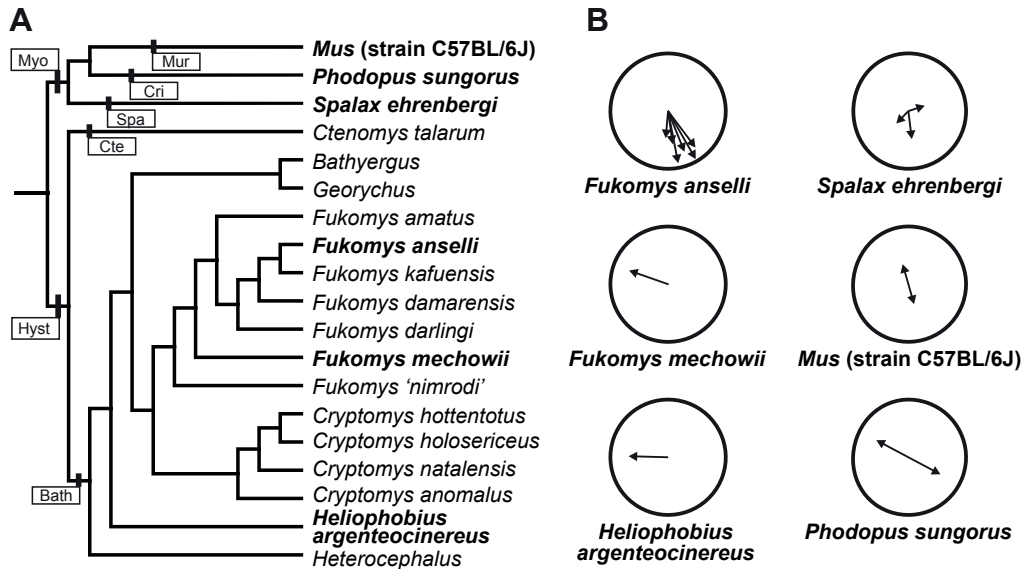 A
Myo
Mus (strain C57BL/6J)
Mur
Phodopus sungorus
Cri
Spalax ehrenbergi
Spa
Ctenomys talarum
Cte
Bathyergus
Georychus
Fukomys amatus
Fukomys anselli
Fukomys kafuensis
Fukomys damarensis
Fukomys darlingi
Hyst
Fukomys mechowii
Fukomys ‘nimrodi’
Cryptomys hottentotus
Cryptomys holosericeus
Cryptomys natalensis
Bath
Cryptomys anomalus
Heliophobius
argenteocinereus
Heterocephalus
B
Fukomys anselli
Spalax ehrenbergi
Fukomys mechowii
Mus (strain C57BL/6J)
Heliophobius
argenteocinereus
Phodopus sungorus